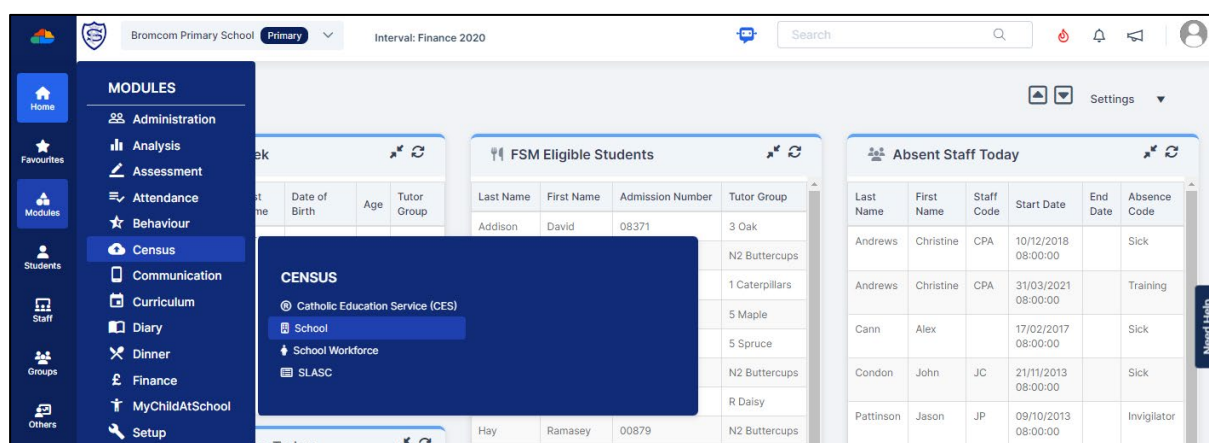 Bromcom Primary School Primary
Interval: Finance 2020
Search
Home
Favourites
Modules
Students
Staff
Groups
Others
MODULES
Administration
Analysis
Assessment
Attendance
Behaviour
Census
Communication
Curriculum
Diary
Dinner
Finance
MyChildAtSchool
Setup
CENSUS
Catholic Education Service (CES)
School
School Workforce
SLASC
Settings
ek
st me Date of Birth Age Tutor Group
FSM Eligible Students
Last Name First Name Admission Number Tutor Group
Addison David 08371 3 Oak
N2 Buttercups
1 Caterpillars
5 Maple
5 Spruce
N2 Buttercups
R Daisy
Hay Ramasey 00879 N2 Buttercups
Absent Staff Today
Last Name First Name Staff Code Start Date End Date Absence Code
Andrews Christine CPA 10/12/2018 08:00:00 Sick
Andrews Christine CPA 31/03/2021 08:00:00 Training
Cann Alex 17/02/2017 08:00:00 Sick
Condon John JC 21/11/2013 08:00:00 Sick
Pattinson Jason JP 09/10/2013 08:00:00 Invigilator
Need Help